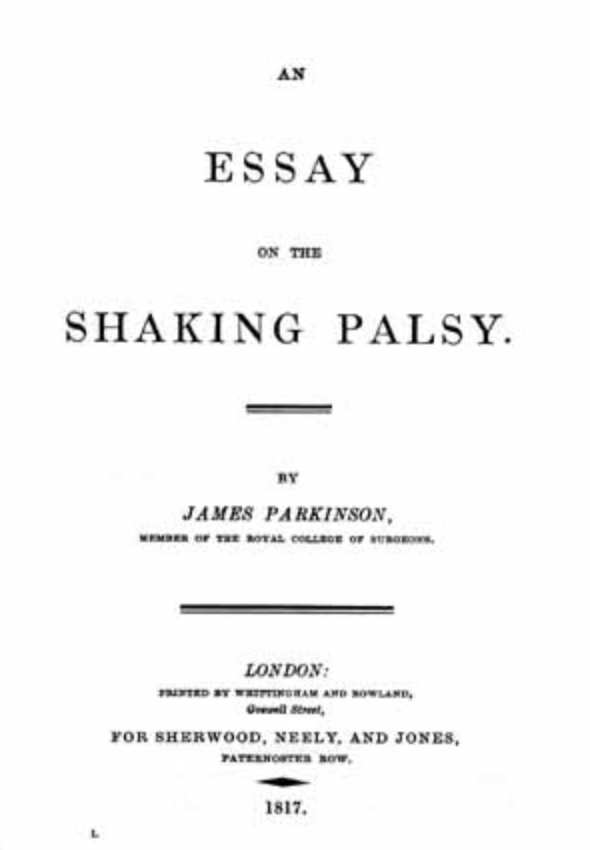 AN
ESSAY
ON THE
SHAKING PALSY.
BY
JAMES PARKINSON,
MEMBER OF THE ROYAL COLLEGE OF SURGEONS.
LONDON:
PRINTED BY WHITTINGHAM AND ROWLAND,
Goswell Street,
FOR SHERWOOD, NEELY, AND JONES,
PATERNOSTER ROW.
1817.
L